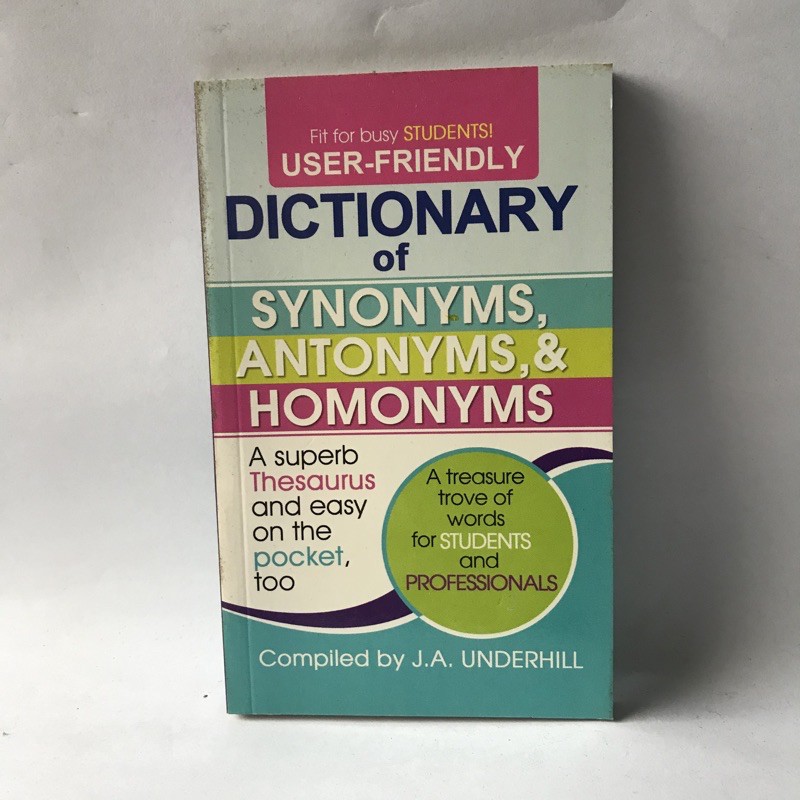 Fit for busy STUDENTS!
USER-FRIENDLY
DICTIONARY
of
SYNONYMS,
ANTONYMS, &
HOMONYMS
A superb
Thesaurus
and easy
on the
pocket,
too
A treasure
trove of
words
for STUDENTS
and
PROFESSIONALS
Compiled by J.A. UNDERHILL